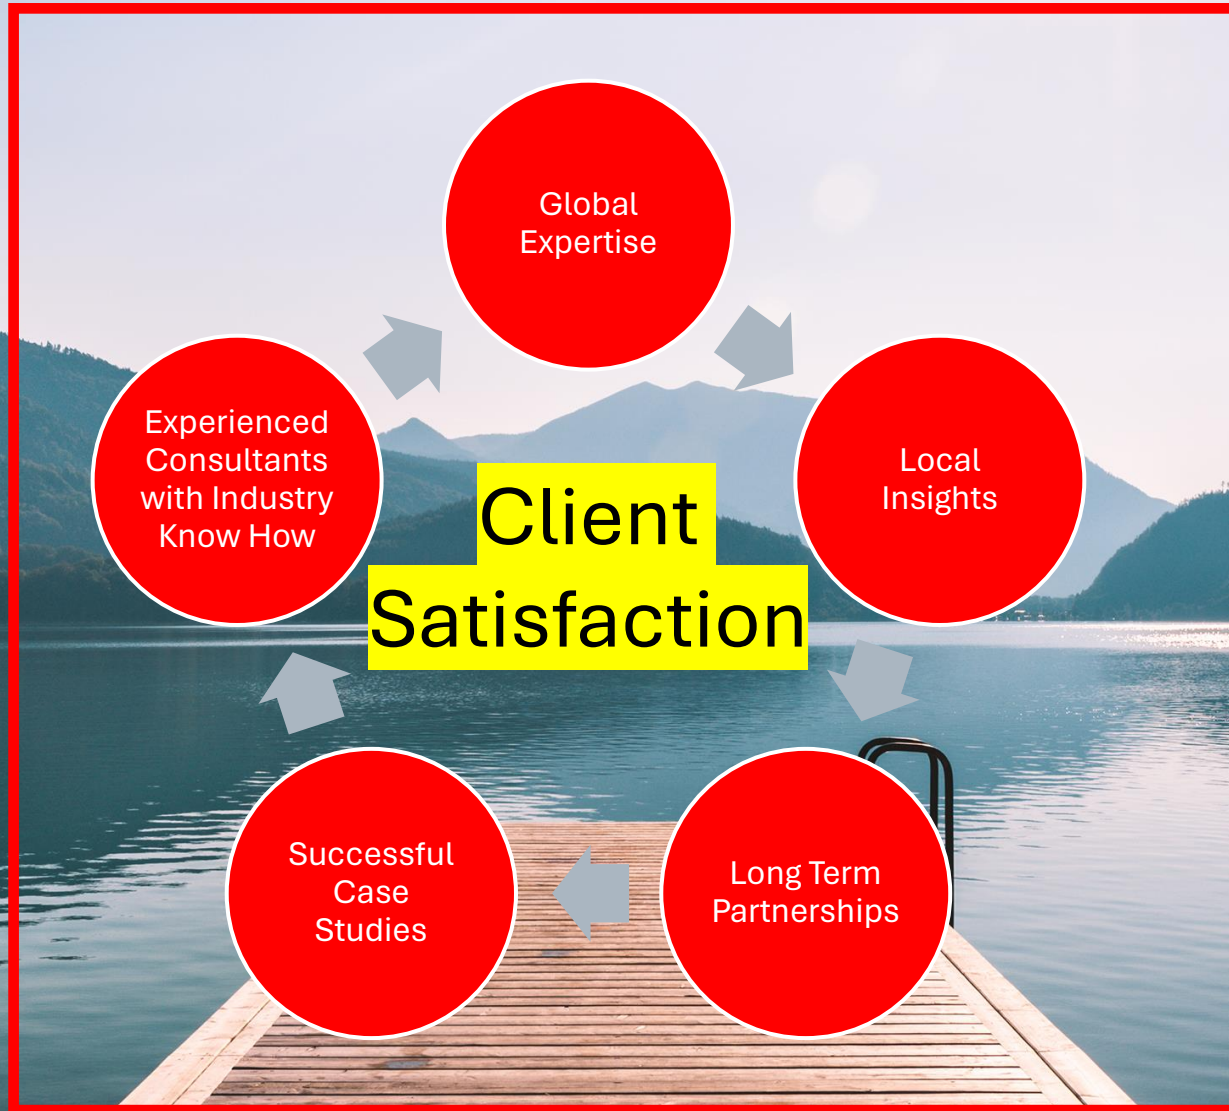 Global
Expertise
Local
Insights
Long Term
Partnerships
Successful
Case
Studies
Experienced
Consultants
with Industry
Know How
Client
Satisfaction